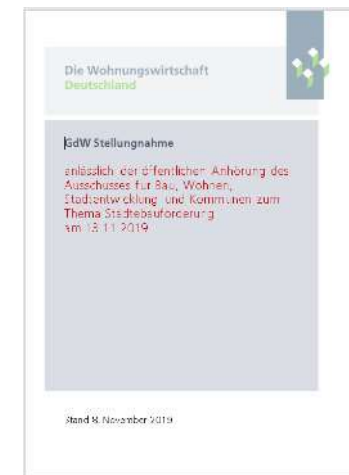 Die Wohnungswirtschaft
Deutschland
GdW Stellungnahme
anlässlich der öffentlichen Anhörung des
Ausschusses für Bau, Wohnen,
Stadtentwicklung und Kommunen zum
Thema Städtebauförderung
am 13.11.2019
Stand 8. November 2019